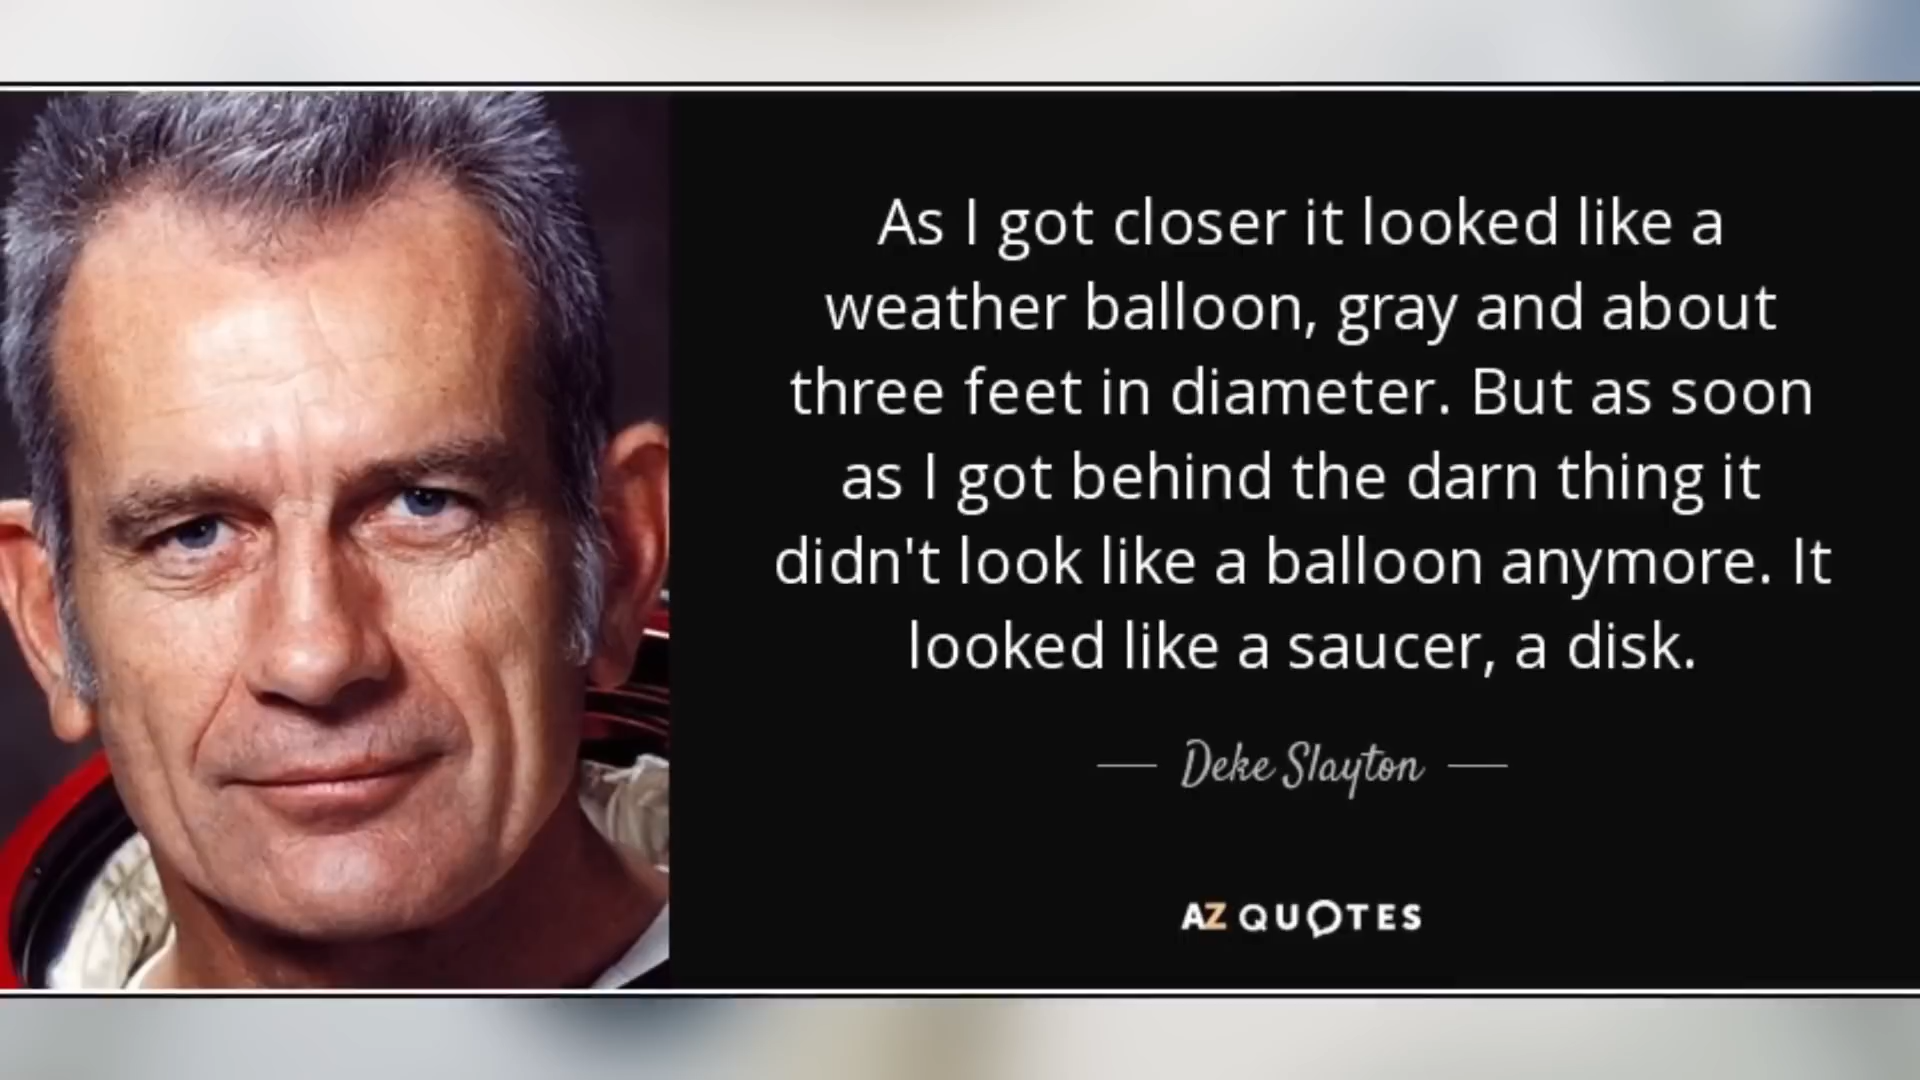 As I got closer it looked like a
weather balloon, gray and about
three feet in diameter. But as soon
as I got behind the darn thing it
didn't look like a balloon anymore. It
looked like a saucer, a disk.
Deke Slayton
AZ QUOTES